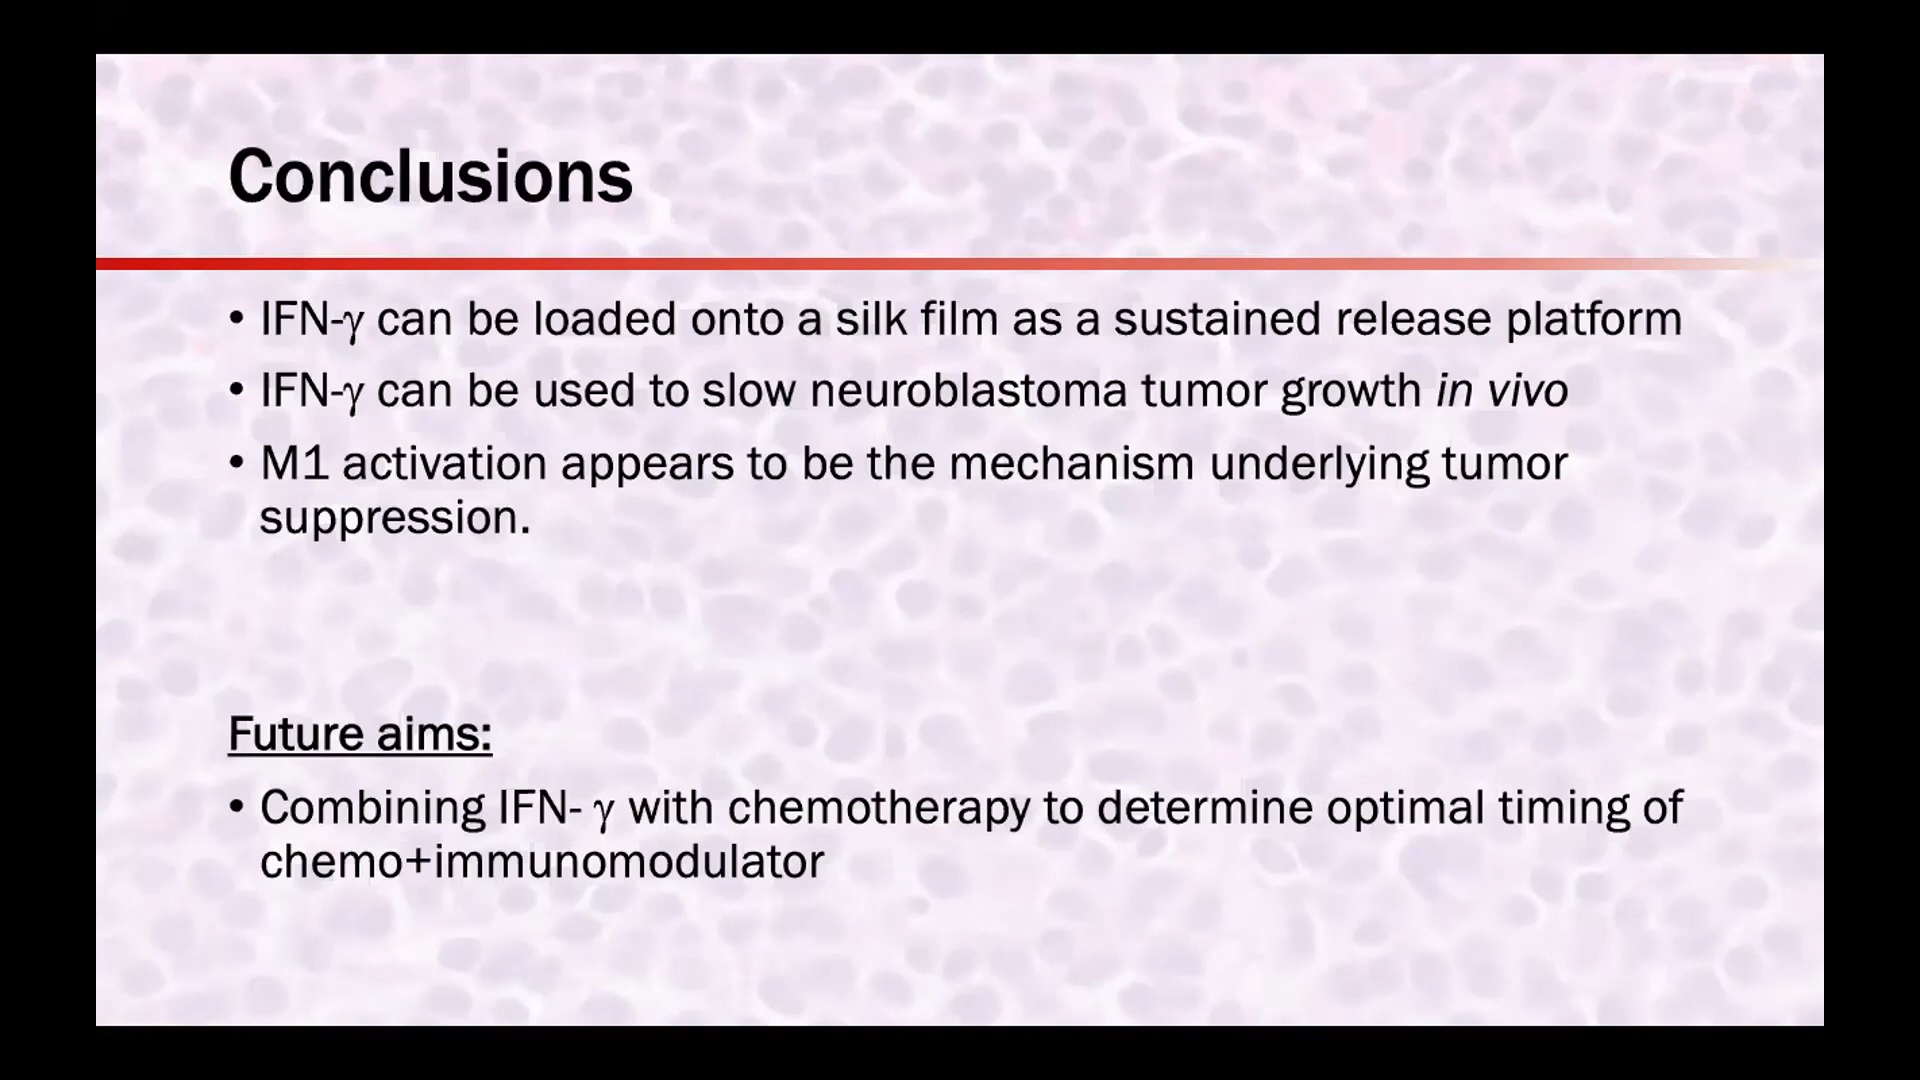 Conclusions
• IFN-γ can be loaded onto a silk film as a sustained release platform
• IFN-γ can be used to slow neuroblastoma tumor growth in vivo
• M1 activation appears to be the mechanism underlying tumor
suppression.
Future aims:
• Combining IFN- γ with chemotherapy to determine optimal timing of
chemo+immunomodulator